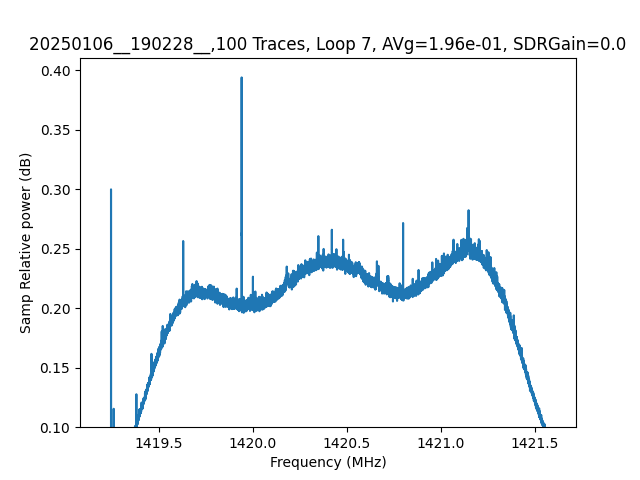 20250106__190228__,100 Traces, Loop 7, AVg=1.96e-01, SDRGain=0.0
0.40
0.35
0.30
0.25
0.20
0.15
0.10
Samp Relative power (dB)
1419.5 1420.0 1420.5 1421.0 1421.5
Frequency (MHz)